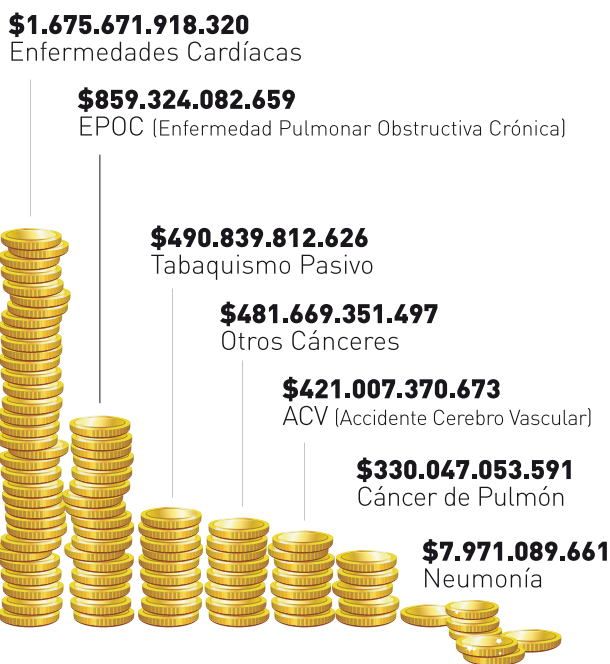 $1.675.671.918.320
Enfermedades Cardíacas
$859.324.082.659
EPOC (Enfermedad Pulmonar Obstructiva Crónica)
$490.839.812.626
Tabaquismo Pasivo
$481.669.351.497
Otros Cánceres
$421.007.370.673
ACV (Accidente Cerebro Vascular)
$330.047.053.591
Cáncer de Pulmón
$7.971.089.661
Neumonía